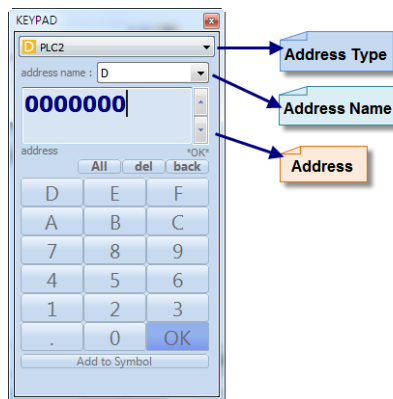 KEYPAD
D PLC2
address name : D
0000000
address *OK*
All del back
D E F
A B C
7 8 9
4 5 6
1 2 3
. 0 OK
Add to Symbol
Address Type
Address Name
Address